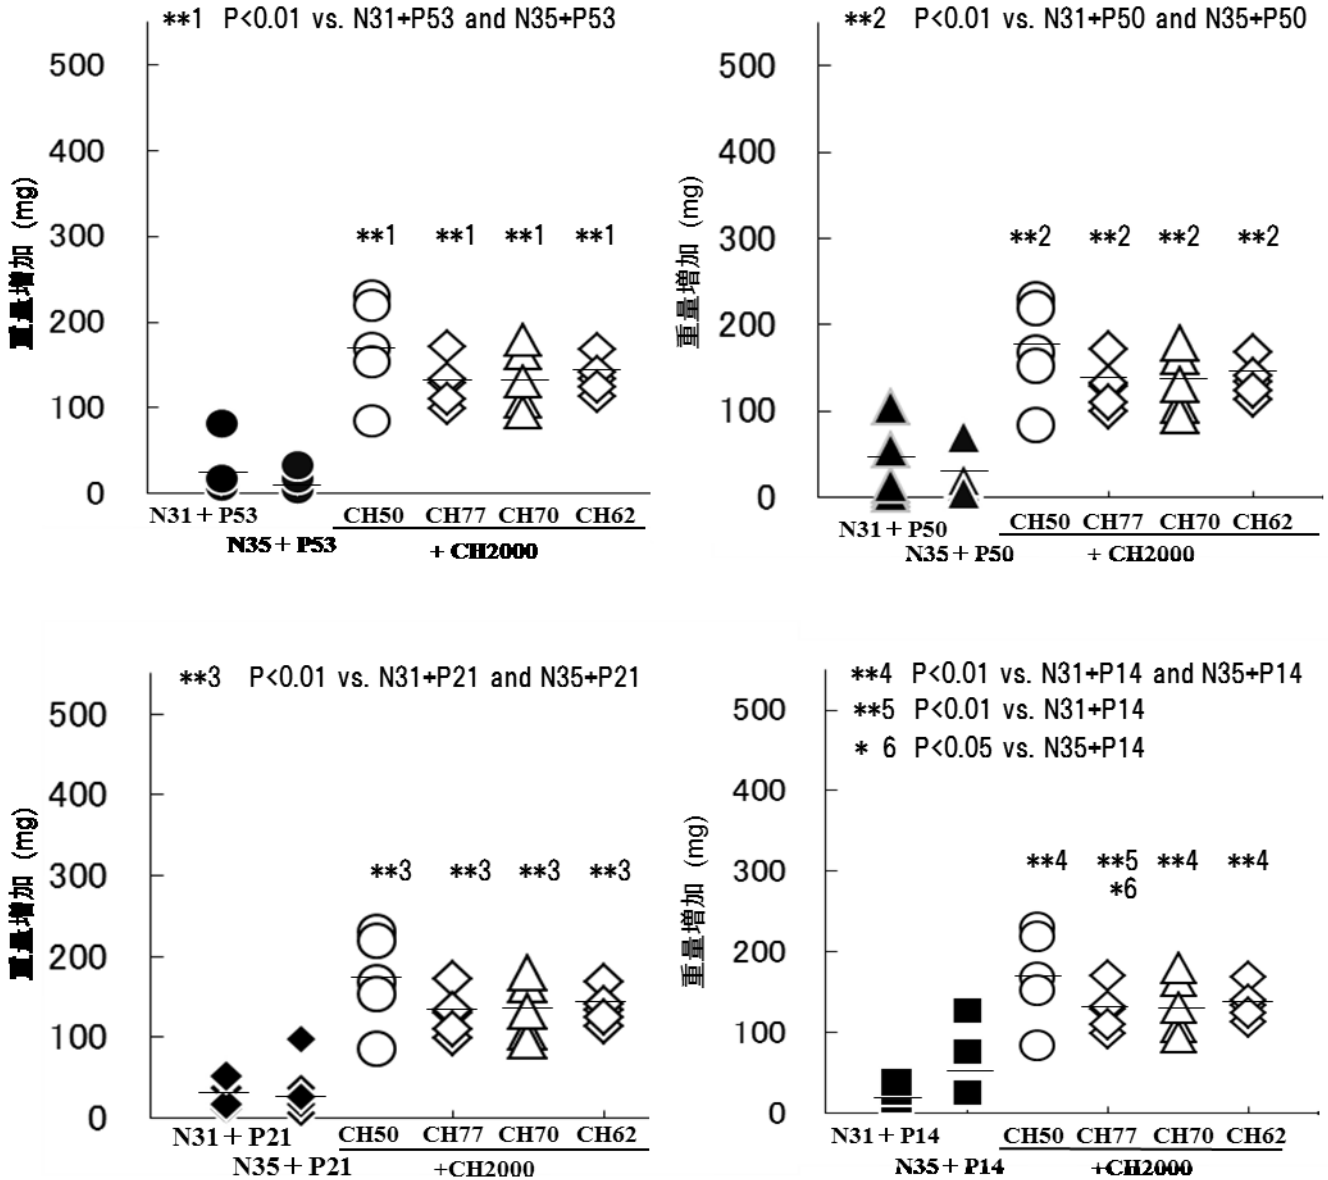 **1 P<0.01 vs. N31+P53 and N35+P53
500
400
300
200
100
0
重量増加 (mg)
**1 **1 **1 **1
N31+P53
N35+P53
CH50 CH77 CH70 CH62
+ CH2000
**2 P<0.01 vs. N31+P50 and N35+P50
500
400
300
200
100
0
重量増加 (mg)
**2 **2 **2 **2
N31+P50
N35+P50
CH50 CH77 CH70 CH62
+ CH2000
**3 P<0.01 vs. N31+P21 and N35+P21
500
400
300
200
100
0
重量増加 (mg)
**3 **3 **3 **3
N31+P21
N35+P21
CH50 CH77 CH70 CH62
+CH2000
**4 P<0.01 vs. N31+P14 and N35+P14
**5 P<0.01 vs. N31+P14
* 6 P<0.05 vs. N35+P14
500
400
300
200
100
0
重量増加 (mg)
**4 **5 **4 **4
*6
N31+P14
N35+P14
CH50 CH77 CH70 CH62
+CH2000